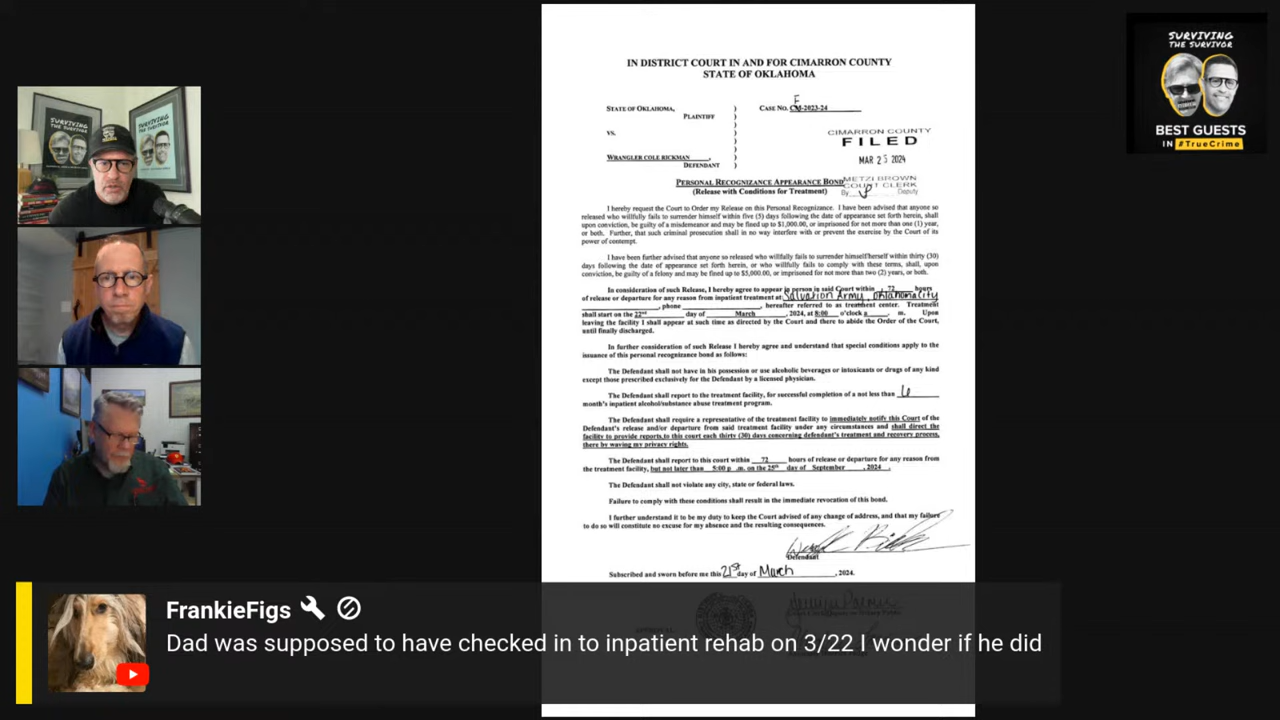 SURVIVING
THE SURVIVOR
BEST GUESTS
IN #TrueCrime
IN DISTRICT COURT IN AND FOR CIMARRON COUNTY
STATE OF OKLAHOMA
STATE OF OKLAHOMA,
PLAINTIFF
VS.
WRANGLER COLE RICKMAN,
DEFENDANT
CASE NO. CF-2023-24
CIMARRON COUNTY
FILED
MAR 25 2024
METZI BROWN
COURT CLERK
By Deputy
PERSONAL RECOGNIZANCE APPEARANCE BOND
(Release with Conditions for Treatment)
I hereby request the Court to Order my Release on this Personal Recognizance. I have been advised that anyone so
released who willfully fails to surrender himself within five (5) days following the date of appearance set forth herein, shall
upon conviction, be guilty of a misdemeanor and may be fined up to $1,000.00, or imprisoned for not more than one (1) year,
or both. Further, that such criminal prosecution shall in no way interfere with or prevent the exercise by the Court of its
power of contempt.
I have been further advised that anyone so released who willfully fails to surrender himself/herself within thirty (30)
days following the date of appearance set forth herein, or who willfully fails to comply with these terms, shall, upon
conviction, be guilty of a felony and may be fined up to $5,000.00, or imprisoned for not more than two (2) years, or both.
In consideration of such Release, I hereby agree to appear in person in said Court within 72 hours
of release or departure for any reason from inpatient treatment at Salvation Army, Oklahoma City
, phone , hereafter referred to as treatment center. Treatment
shall start on the 22nd day of March, 2024, at 8:00 o'clock a. m. Upon
leaving the facility I shall appear at such time as directed by the Court and there to abide the Order of the Court,
until finally discharged.
In further consideration of such Release I hereby agree and understand that special conditions apply to the
issuance of this personal recognizance bond as follows:
The Defendant shall not have in his possession or use alcoholic beverages or intoxicants or drugs of any kind
except those prescribed exclusively for the Defendant by a licensed physician.
The Defendant shall report to the treatment facility, for successful completion of a not less than 6
month's inpatient alcohol/substance abuse treatment program.
The Defendant shall require a representative of the treatment facility to immediately notify this Court of the
Defendant's release and/or departure from said treatment facility under any circumstances and shall direct the
facility to provide reports to this court each thirty (30) days concerning defendant's treatment and recovery process,
there by waving my privacy rights.
The Defendant shall report to this court within 72 hours of release or departure for any reason from
the treatment facility, but not later than 5:00 p .m. on the 25th day of September, 2024.
The Defendant shall not violate any city, state or federal laws.
Failure to comply with these conditions shall result in the immediate revocation of this bond.
I further understand it to be my duty to keep the Court advised of any change of address, and that my failure
to do so will constitute no excuse for my absence and the resulting consequences.
Defendant
Subscribed and sworn before me this 21st day of March, 2024.
FrankieFigs
Dad was supposed to have checked in to inpatient rehab on 3/22 I wonder if he did